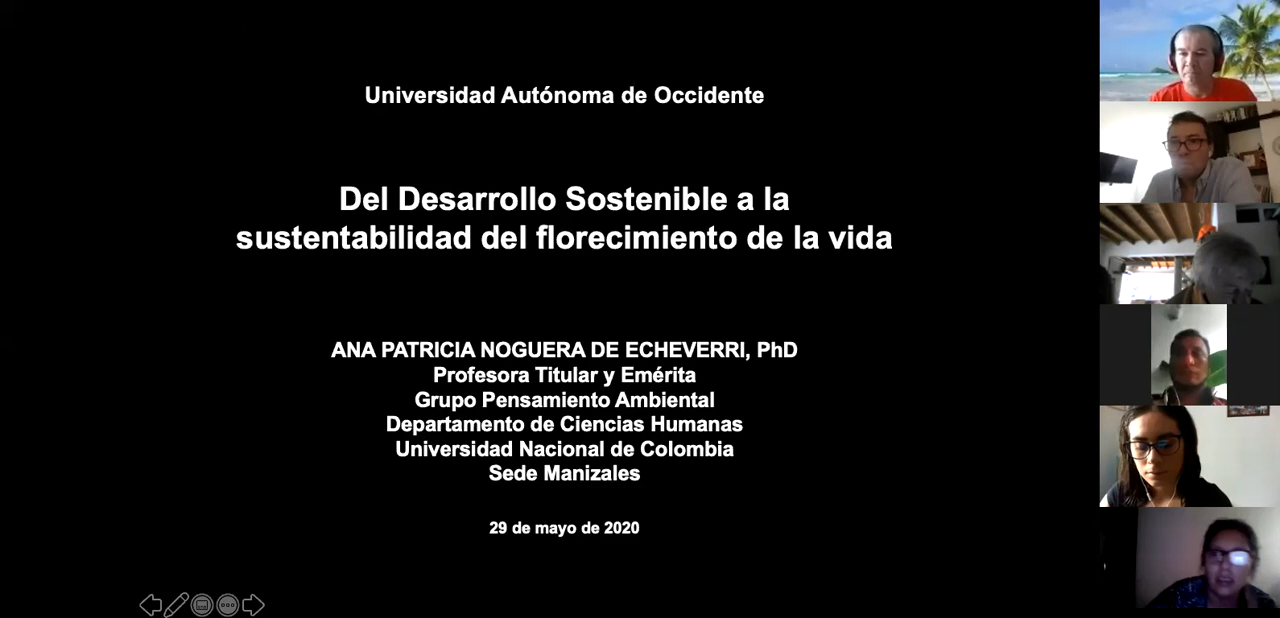 Universidad Autónoma de Occidente
Del Desarrollo Sostenible a la
sustentabilidad del florecimiento de la vida
ANA PATRICIA NOGUERA DE ECHEVERRI, PhD
Profesora Titular y Emérita
Grupo Pensamiento Ambiental
Departamento de Ciencias Humanas
Universidad Nacional de Colombia
Sede Manizales
29 de mayo de 2020